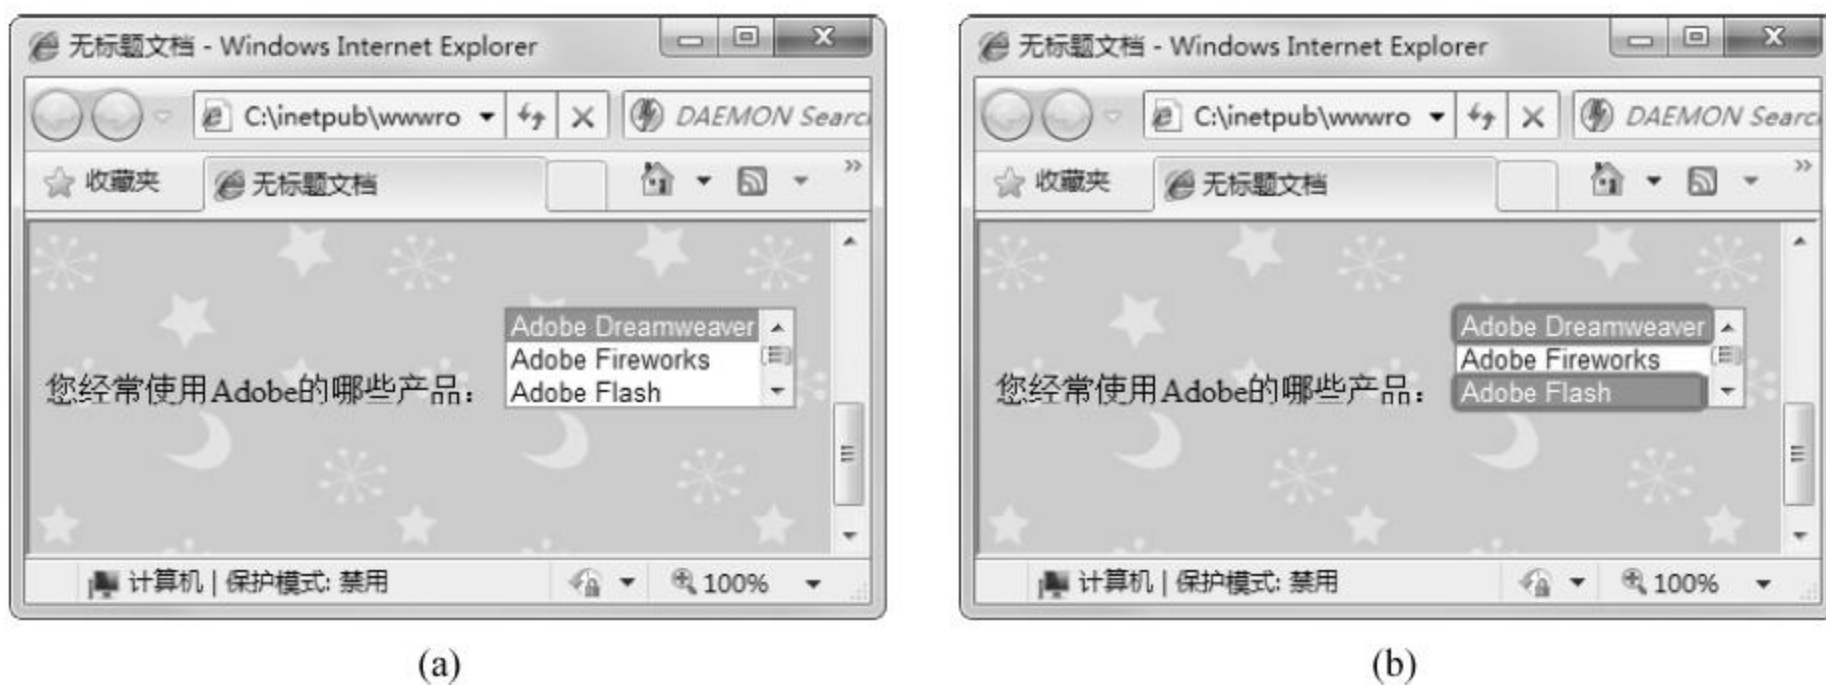 无标题文档 - Windows Internet Explorer
C:\inetpub\wwwro
DAEMON Searc
收藏夹
无标题文档
Adobe Dreamweaver
Adobe Fireworks
您经常使用Adobe的哪些产品：
Adobe Flash
计算机 | 保护模式: 禁用
100%
(a)
无标题文档 - Windows Internet Explorer
C:\inetpub\wwwro
DAEMON Searc
收藏夹
无标题文档
Adobe Dreamweaver
Adobe Fireworks
您经常使用Adobe的哪些产品：
Adobe Flash
计算机 | 保护模式: 禁用
100%
(b)